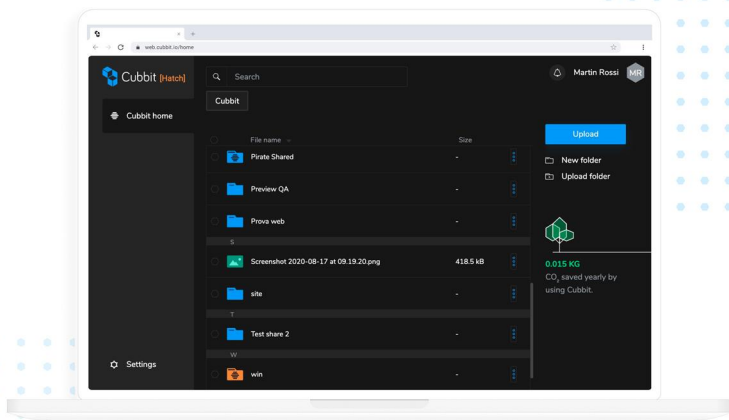 web.cubbit.io/home
Cubbit [Hatch]
Search
Martin Rossi
MR
Cubbit
Cubbit home
File name
Size
Upload
Pirate Shared
-
New folder
Upload folder
Preview QA
-
Prova web
-
S
Screenshot 2020-08-17 at 09.19.20.png
418.5 kB
0.015 KG
CO₂ saved yearly by
using Cubbit.
site
-
T
Test share 2
-
W
win
-
Settings